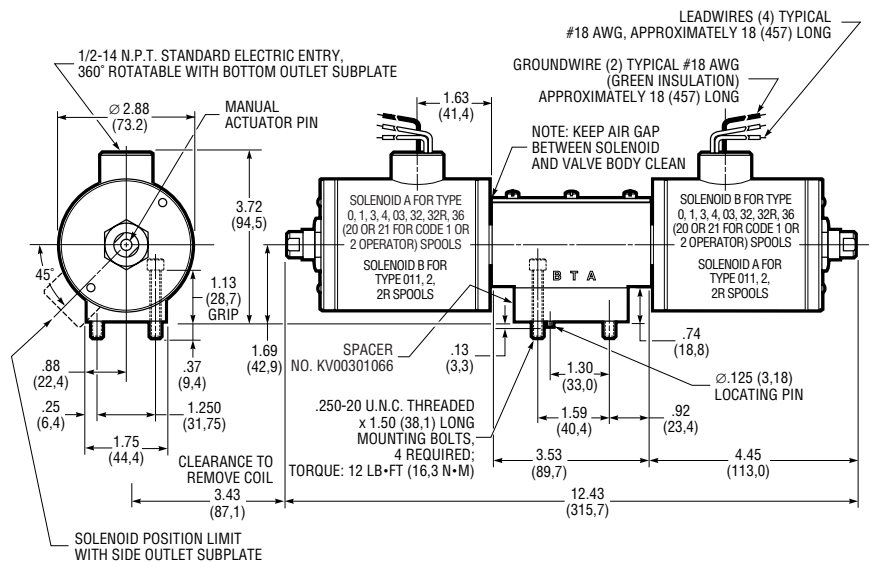 LEADWIRES (4) TYPICAL
#18 AWG, APPROXIMATELY 18 (457) LONG
1/2-14 N.P.T. STANDARD ELECTRIC ENTRY,
360° ROTATABLE WITH BOTTOM OUTLET SUBPLATE
GROUNDWIRE (2) TYPICAL #18 AWG
(GREEN INSULATION)
APPROXIMATELY 18 (457) LONG
∅ 2.88
(73.2)
MANUAL
ACTUATOR PIN
1.63
(41,4)
NOTE: KEEP AIR GAP
BETWEEN SOLENOID
AND VALVE BODY CLEAN
3.72
(94,5)
SOLENOID A FOR TYPE
0, 1, 3, 4, 03, 32, 32R, 36
(20 OR 21 FOR CODE 1 OR
2 OPERATOR) SPOOLS
SOLENOID B FOR
TYPE 011, 2,
2R SPOOLS
SOLENOID B FOR TYPE
0, 1, 3, 4, 03, 32, 32R, 36
(20 OR 21 FOR CODE 1 OR
2 OPERATOR) SPOOLS
SOLENOID A FOR
TYPE 011, 2,
2R SPOOLS
B T A
45°
1.13
(28,7)
GRIP
1.69
(42,9)
SPACER
NO. KV00301066
.13
(3,3)
.74
(18,8)
.88
(22,4)
.37
(9,4)
1.30
(33,0)
∅.125 (3,18)
LOCATING PIN
.25
(6,4)
1.250
(31,75)
.250-20 U.N.C. THREADED
x 1.50 (38,1) LONG
MOUNTING BOLTS,
4 REQUIRED;
TORQUE: 12 LB•FT (16,3 N•M)
1.59
(40,4)
.92
(23,4)
1.75
(44,4)
CLEARANCE TO
REMOVE COIL
3.43
(87,1)
3.53
(89,7)
4.45
(113,0)
12.43
(315,7)
SOLENOID POSITION LIMIT
WITH SIDE OUTLET SUBPLATE